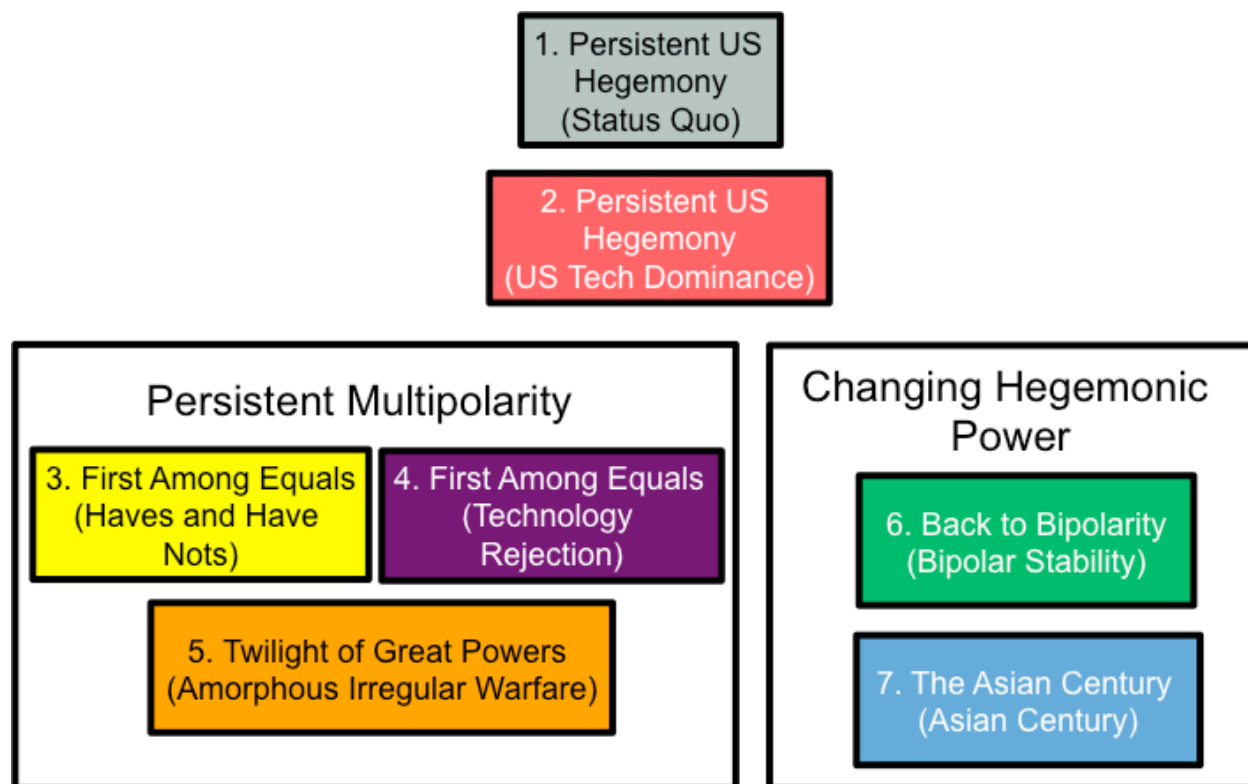 1. Persistent US
Hegemony
(Status Quo)
2. Persistent US
Hegemony
(US Tech Dominance)
Persistent Multipolarity
3. First Among Equals
(Haves and Have
Nots)
4. First Among Equals
(Technology
Rejection)
5. Twilight of Great Powers
(Amorphous Irregular Warfare)
Changing Hegemonic
Power
6. Back to Bipolarity
(Bipolar Stability)
7. The Asian Century
(Asian Century)